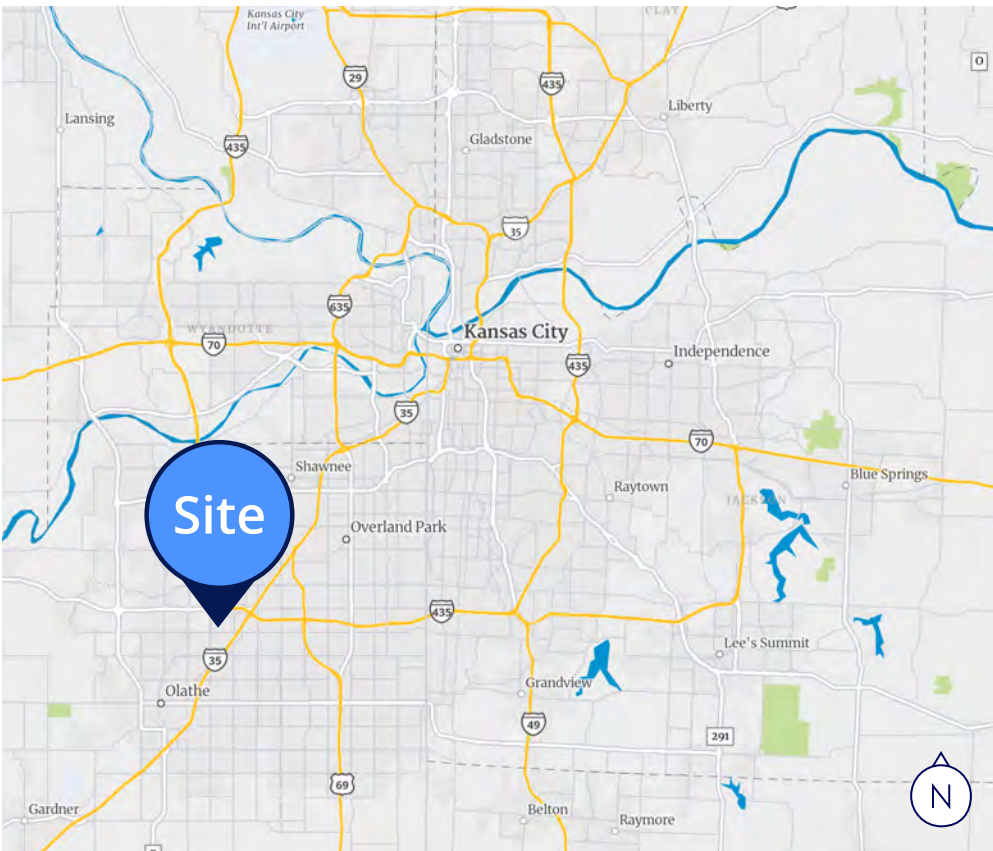 Kansas City
Int'l Airport
CLAY
29
435
O
Lansing
Liberty
435
Gladstone
35
635
WYANDOTTE
70
Kansas City
Independence
435
35
70
Shawnee
Blue Springs
Raytown
JACKSON
Site
Overland Park
435
35
Lee's Summit
Olathe
Grandview
49
291
69
N
Gardner
Belton
Raymore